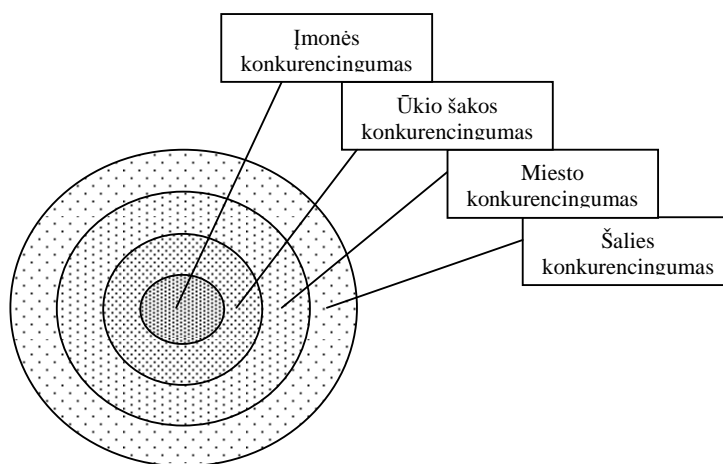 Įmonės
konkurencingumas
Ūkio šakos
konkurencingumas
Miesto
konkurencingumas
Šalies
konkurencingumas